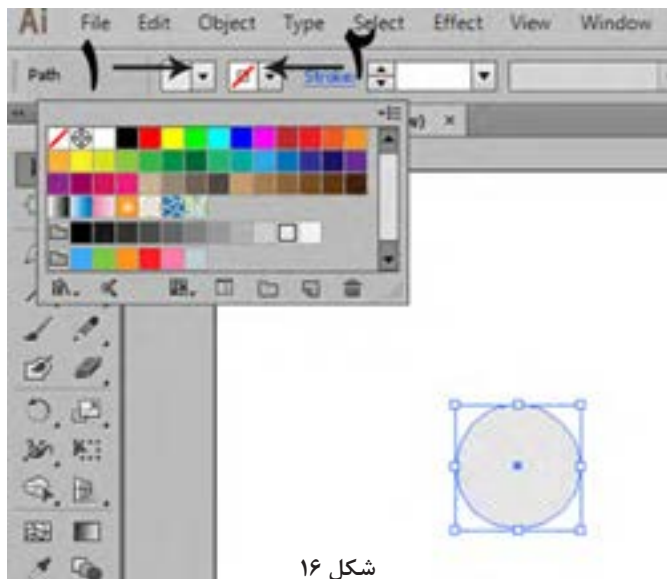 Ai File Edit Object Type Select Effect View Window
Path ۱ ۲ Stroke:
w) ×
شکل ۱۶